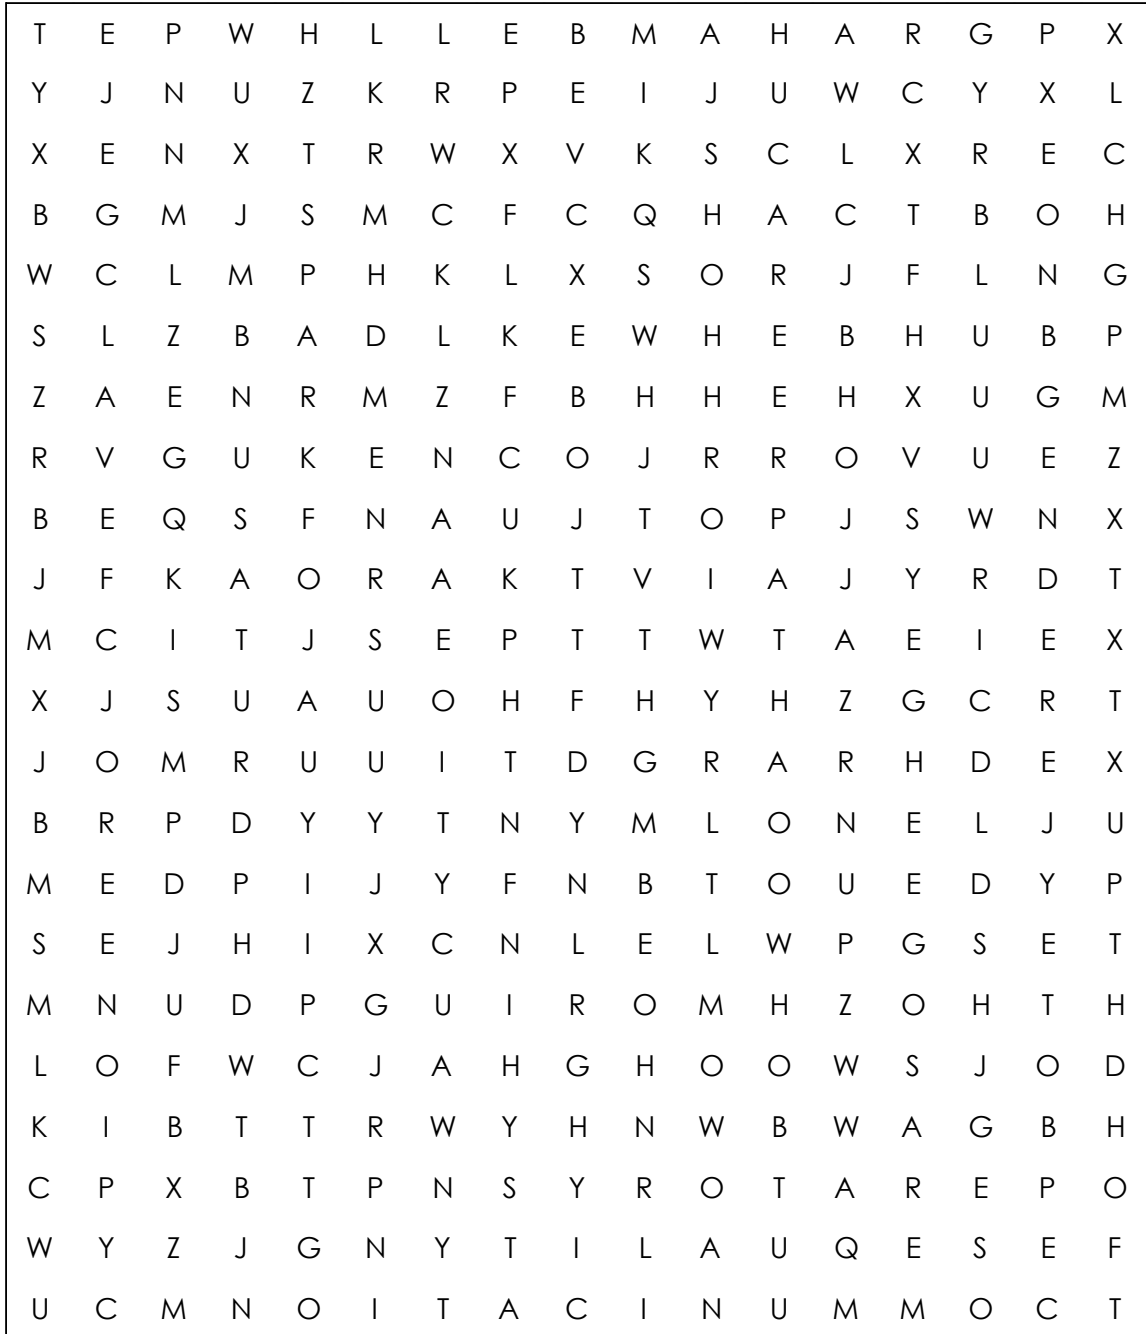 T E P W H L L E B M A H A R G P X
Y J N U Z K R P E I J U W C Y X L
X E N X T R W X V K S C L X R E C
B G M J S M C F C Q H A C T B O H
W C L M P H K L X S O R J F L N G
S L Z B A D L K E W H E B H U B P
Z A E N R M Z F B H H E H X U G M
R V G U K E N C O J R R O V U E Z
B E Q S F N A U J T O P J S W N X
J F K A O R A K T V I A J Y R D T
M C I T J S E P T T W T A E I E X
X J S U A U O H F H Y H Z G C R T
J O M R U U I T D G R A R H D E X
B R P D Y Y T N Y M L O N E L J U
M E D P I J Y F N B T O U E D Y P
S E J H I X C N L E L W P G S E T
M N U D P G U I R O M H Z O H T H
L O F W C J A H G H O O W S J O D
K I B T T R W Y H N W B W A G B H
C P X B T P N S Y R O T A R E P O
W Y Z J G N Y T I L A U Q E S E F
U C M N O I T A C I N U M M O C T